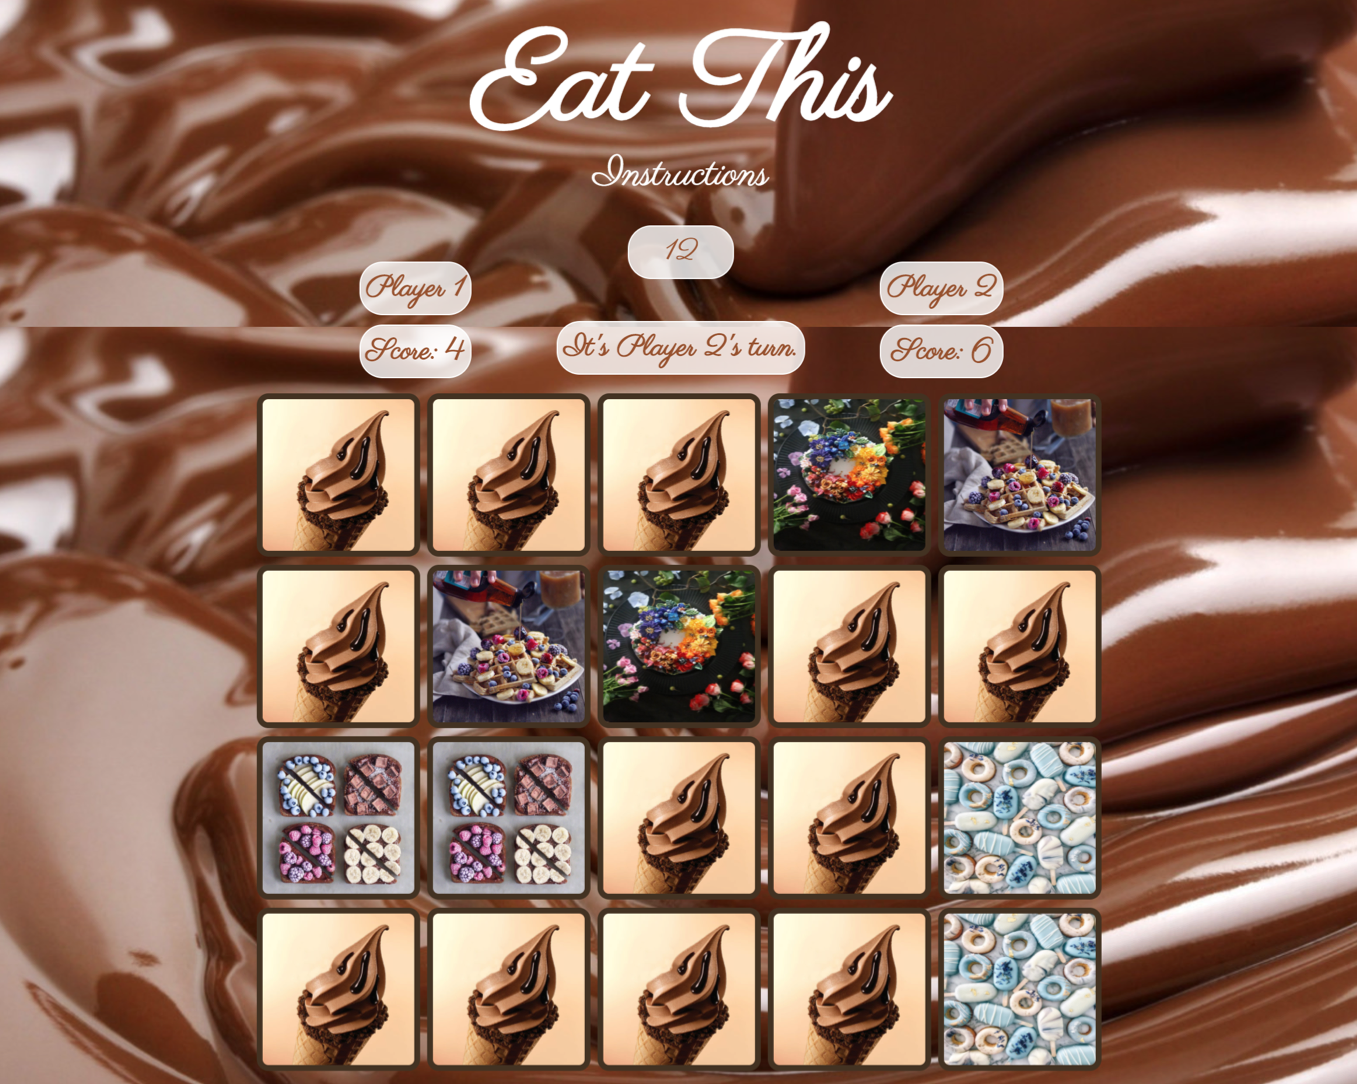 Eat This
Instructions
12
Player 1
Player 2
Score: 4
It's Player 2's turn.
Score: 6